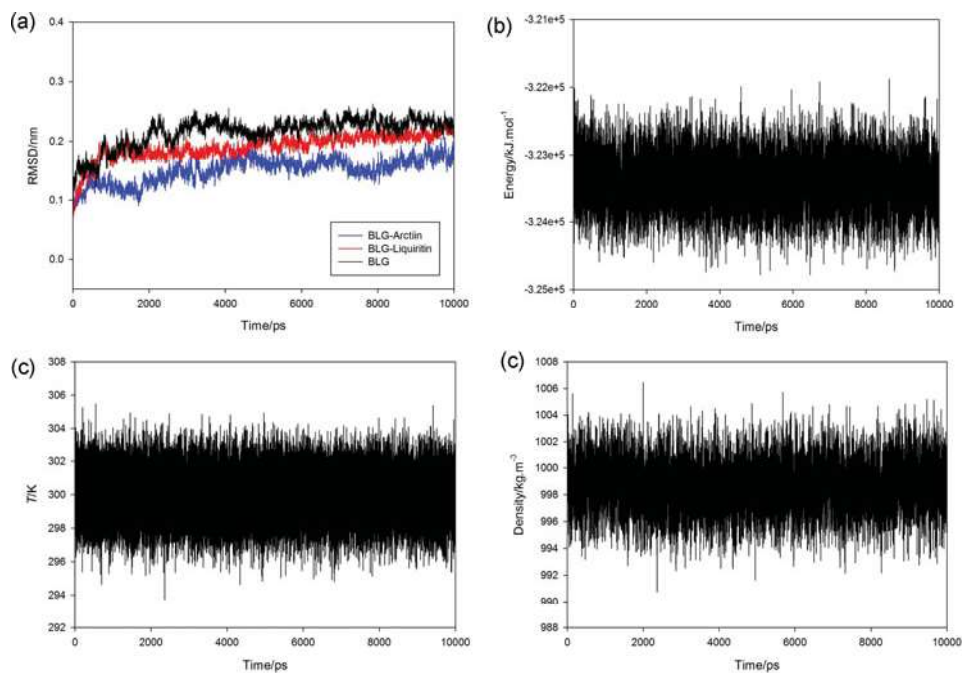 (a)
0.4
0.3
0.2
0.1
0.0
RMSD/nm
BLG-Arctiin
BLG-Liquiritin
BLG
0 2000 4000 6000 8000 10000
Time/ps
(b)
-3.21e+5
-3.22e+5
-3.23e+5
-3.24e+5
-3.25e+5
Energy/kJ.mol⁻¹
0 2000 4000 6000 8000 10000
Time/ps
(c)
308
306
304
302
300
298
296
294
292
T/K
0 2000 4000 6000 8000 10000
Time/ps
(c)
1008
1006
1004
1002
1000
998
996
994
992
990
988
Density/kg.m⁻³
0 2000 4000 6000 8000 10000
Time/ps